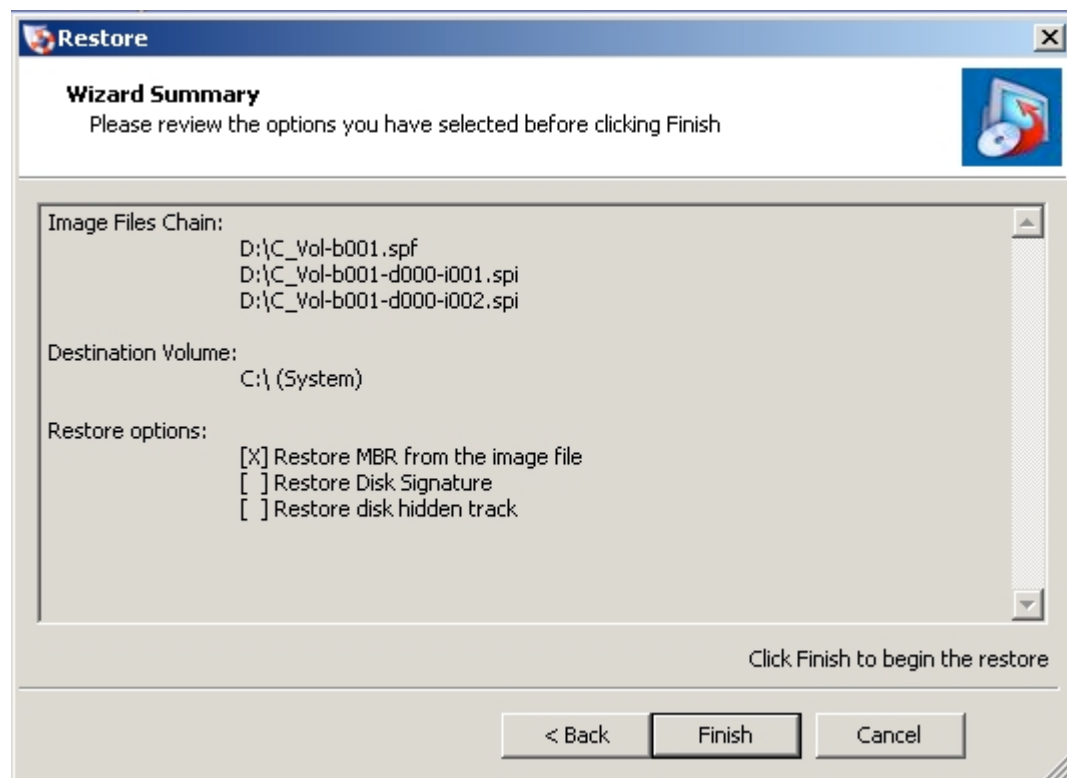 Restore
Wizard Summary
Please review the options you have selected before clicking Finish
Image Files Chain:
D:\C_Vol-b001.spf
D:\C_Vol-b001-d000-i001.spi
D:\C_Vol-b001-d000-i002.spi
Destination Volume:
C:\ (System)
Restore options:
[X] Restore MBR from the image file
[ ] Restore Disk Signature
[ ] Restore disk hidden track
Click Finish to begin the restore
< Back
Finish
Cancel